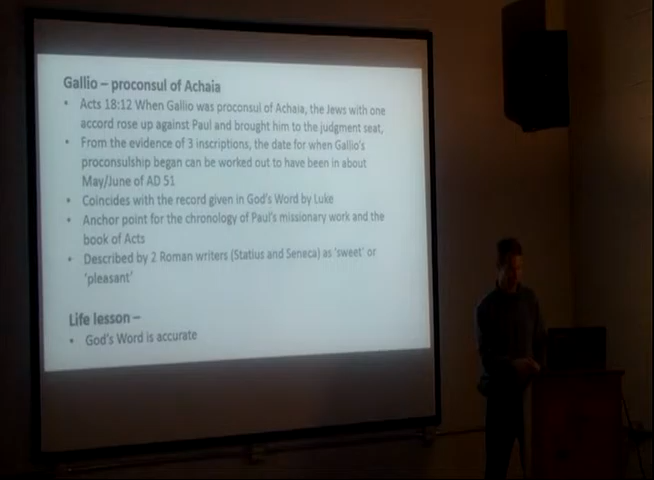 Gallio – proconsul of Achaia
• Acts 18:12 When Gallio was proconsul of Achaia, the Jews with one
accord rose up against Paul and brought him to the judgment seat,
• From the evidence of 3 inscriptions, the date for when Gallio's
proconsulship began can be worked out to have been in about
May/June of AD 51
• Coincides with the record given in God's Word by Luke
• Anchor point for the chronology of Paul's missionary work and the
book of Acts
• Described by 2 Roman writers (Statius and Seneca) as 'sweet' or
'pleasant'
Life lesson –
• God's Word is accurate